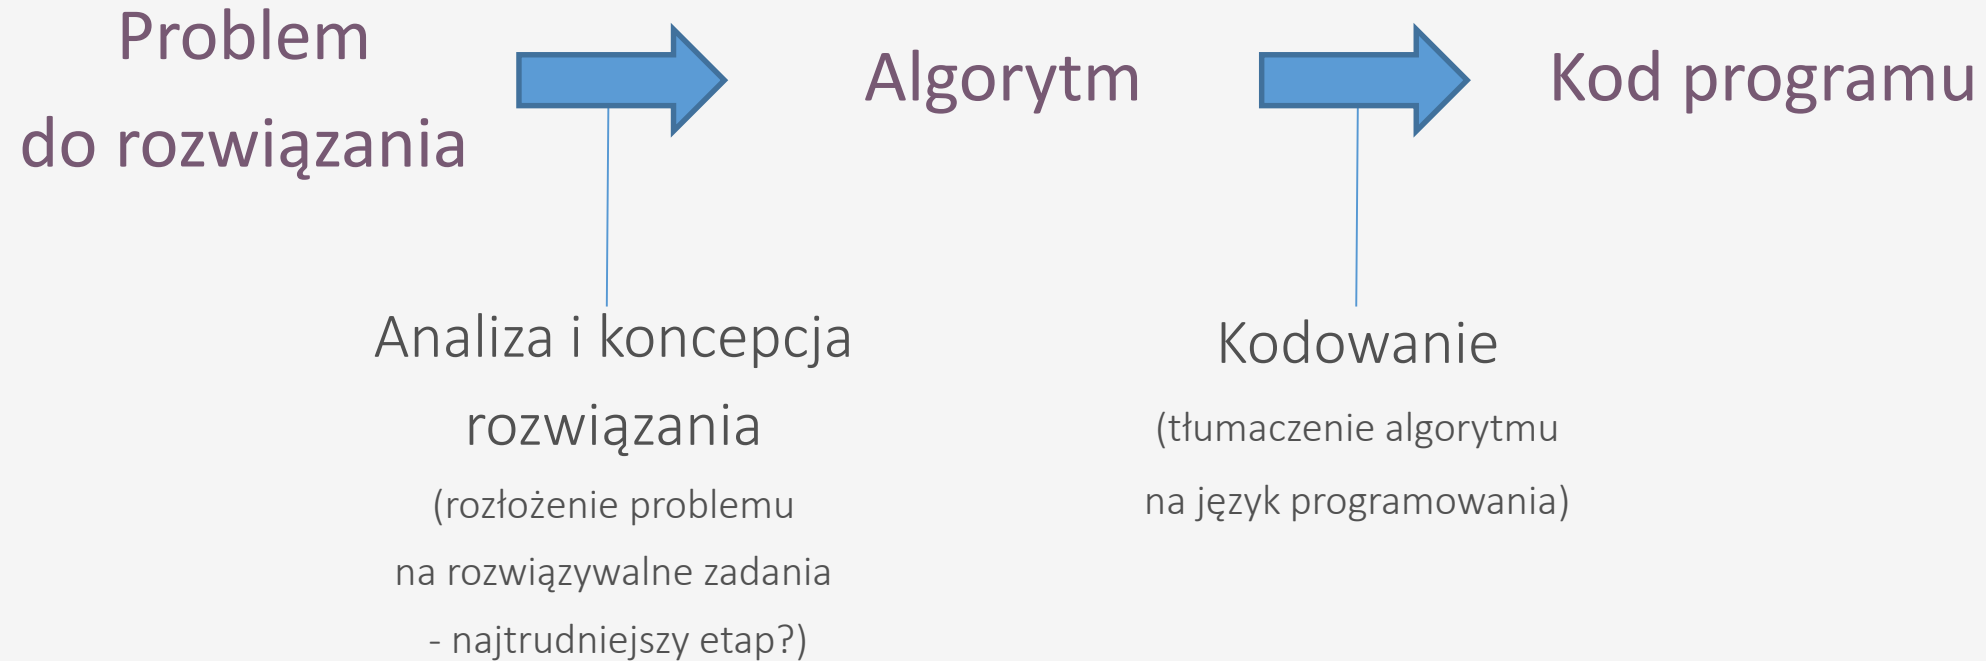 Problem
do rozwiązania
Algorytm
Kod programu
Analiza i koncepcja
rozwiązania
(rozłożenie problemu
na rozwiązywalne zadania
- najtrudniejszy etap?)
Kodowanie
(tłumaczenie algorytmu
na język programowania)